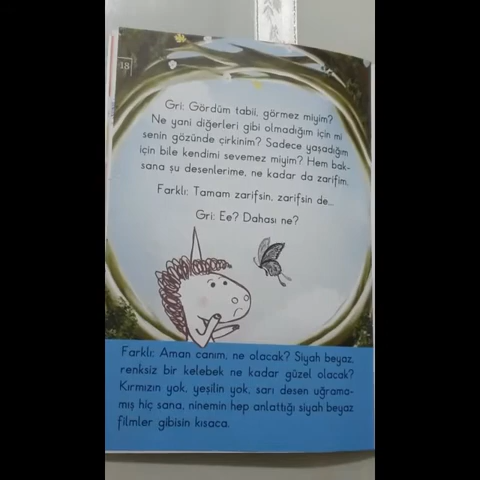 18
Gri: Gördüm tabii, görmez miyim?
Ne yani diğerleri gibi olmadığım için mi
senin gözünde çirkinim? Sadece yaşadığım
için bile kendimi sevemez miyim? Hem bak-
sana şu desenlerime, ne kadar da zarifim.
Farklı: Tamam zarifsin, zarifsin de...
Gri: Ee? Dahası ne?
Farklı: Aman canım, ne olacak? Siyah beyaz,
renksiz bir kelebek ne kadar güzel olacak?
Kırmızın yok, yeşilin yok, sarı desen uğrama-
mış hiç sana, ninemin hep anlattığı siyah beyaz
filmler gibisin kısaca.